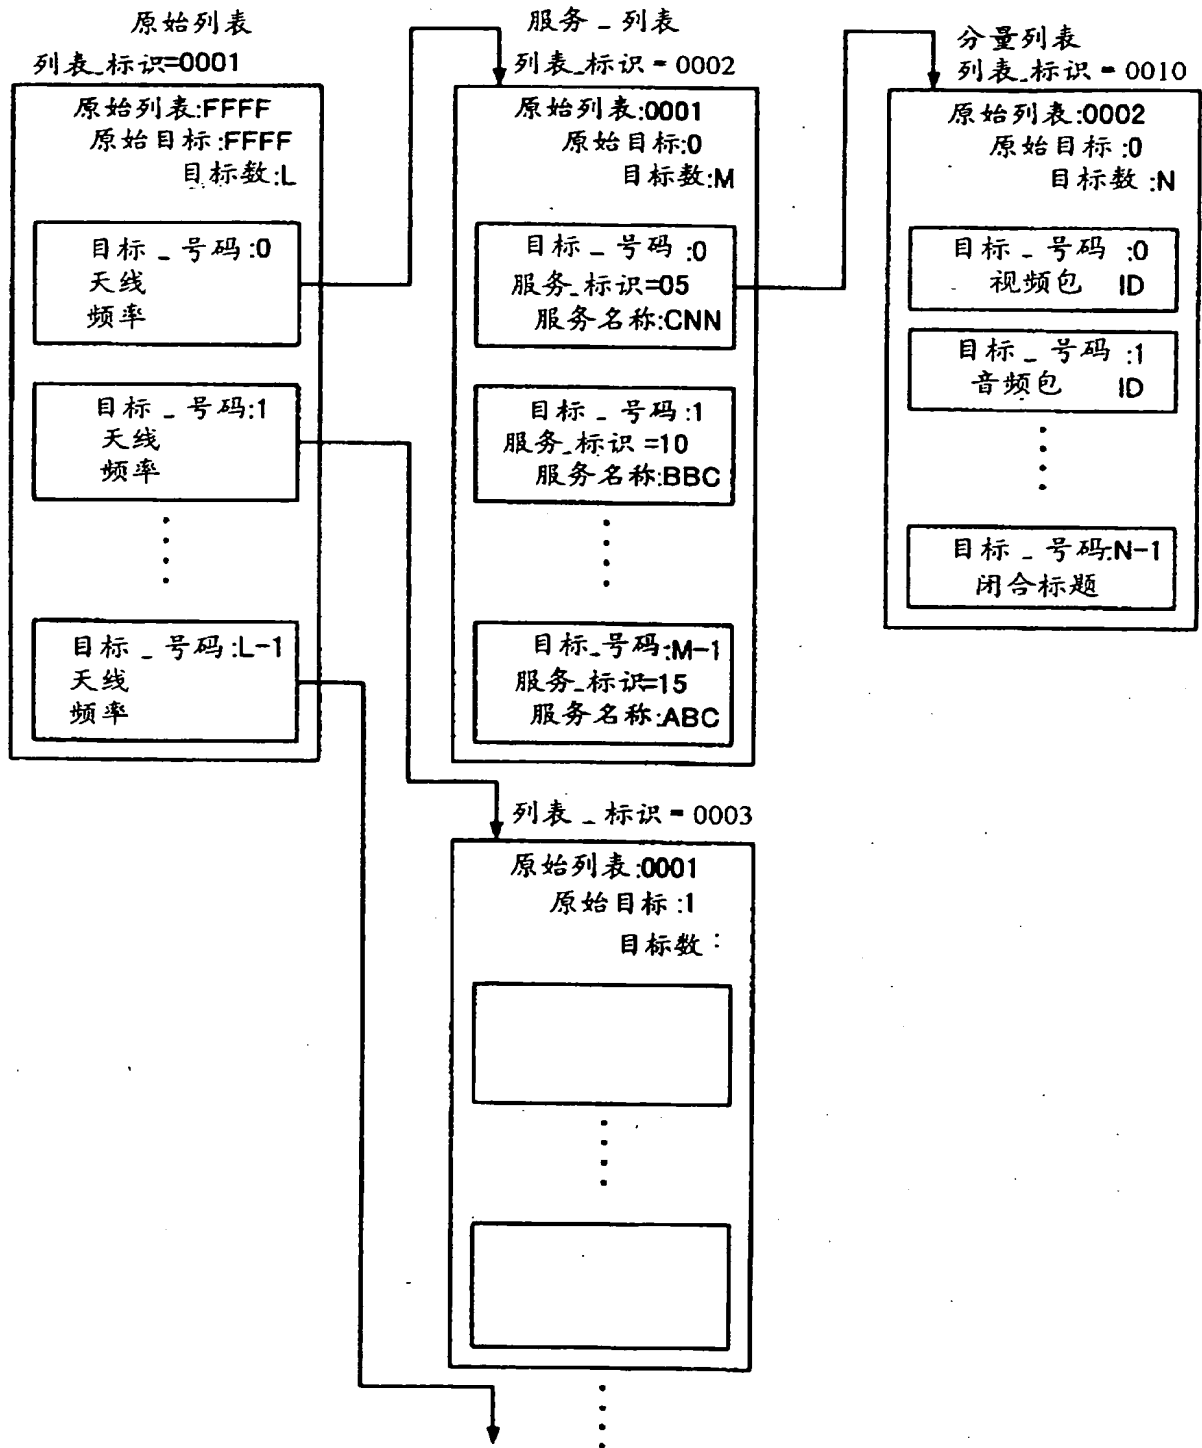 原始列表
列表_标识=0001
原始列表:FFFF
原始目标:FFFF
目标数:L
目标_号码:0
天线
频率
目标_号码:1
天线
频率
目标_号码:L-1
天线
频率
服务_列表
列表_标识=0002
原始列表:0001
原始目标:0
目标数:M
目标_号码:0
服务_标识=05
服务名称:CNN
目标_号码:1
服务_标识=10
服务名称:BBC
目标_号码:M-1
服务_标识=15
服务名称:ABC
列表_标识=0003
原始列表:0001
原始目标:1
目标数:
分量列表
列表_标识=0010
原始列表:0002
原始目标:0
目标数:N
目标_号码:0
视频包 ID
目标_号码:1
音频包 ID
目标_号码:N-1
闭合标题